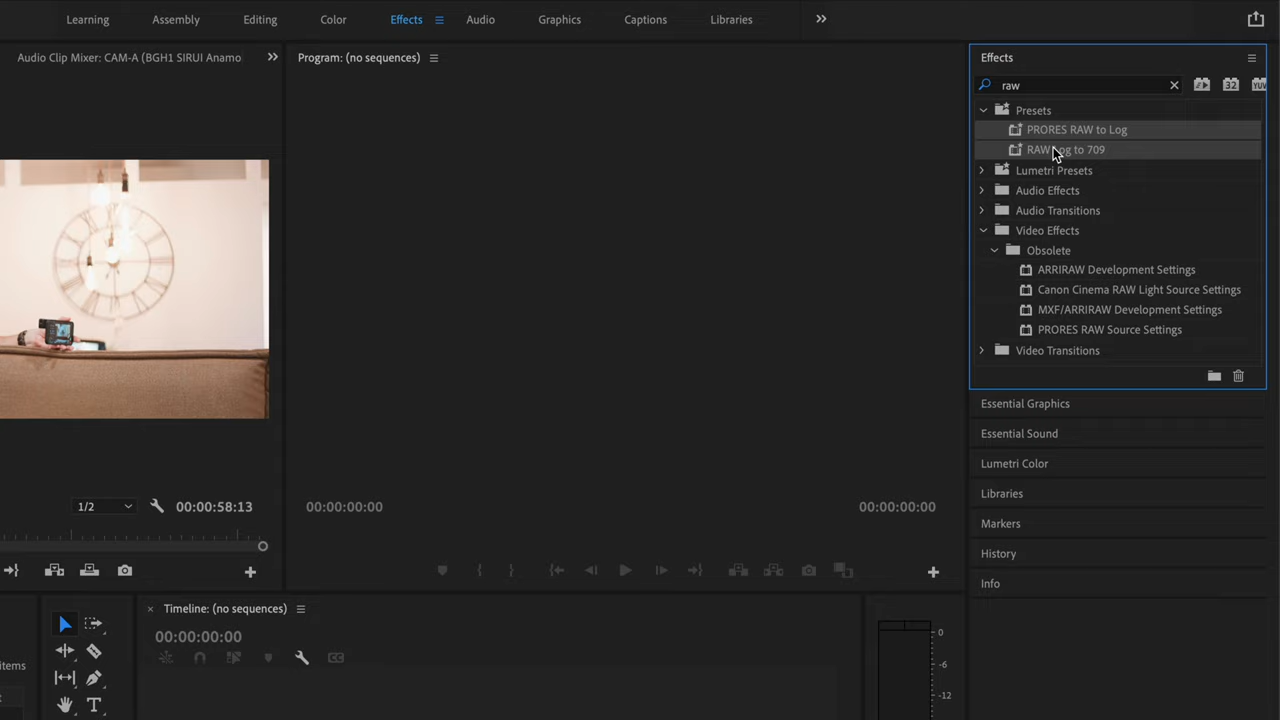 Learning Assembly Editing Color Effects Audio Graphics Captions Libraries
Audio Clip Mixer: CAM-A (BGH1 SIRUI Anamo
Program: (no sequences)
1/2 00:00:58:13
00:00:00:00 00:00:00:00
Effects
raw
32
YUV
Presets
PRORES RAW to Log
RAW Log to 709
Lumetri Presets
Audio Effects
Audio Transitions
Video Effects
Obsolete
ARRIRAW Development Settings
Canon Cinema RAW Light Source Settings
MXF/ARRIRAW Development Settings
PRORES RAW Source Settings
Video Transitions
Essential Graphics
Essential Sound
Lumetri Color
Libraries
Markers
History
Info
items
Timeline: (no sequences)
00:00:00:00
CC
T
0
-6
-12